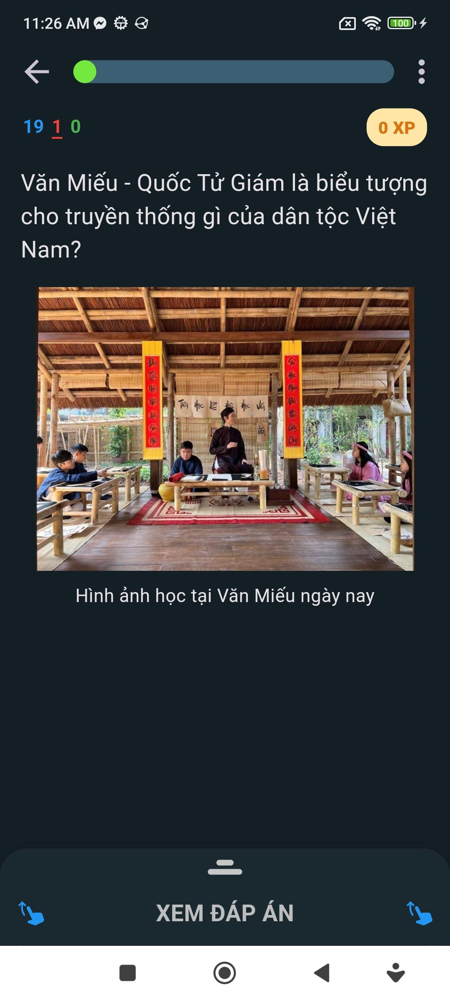 11:26 AM
100
19 1 0
0 XP
Văn Miếu - Quốc Tử Giám là biểu tượng
cho truyền thống gì của dân tộc Việt
Nam?
Tiên Học Lễ Hậu Học Văn
Văn
Hình ảnh học tại Văn Miếu ngày nay
XEM ĐÁP ÁN